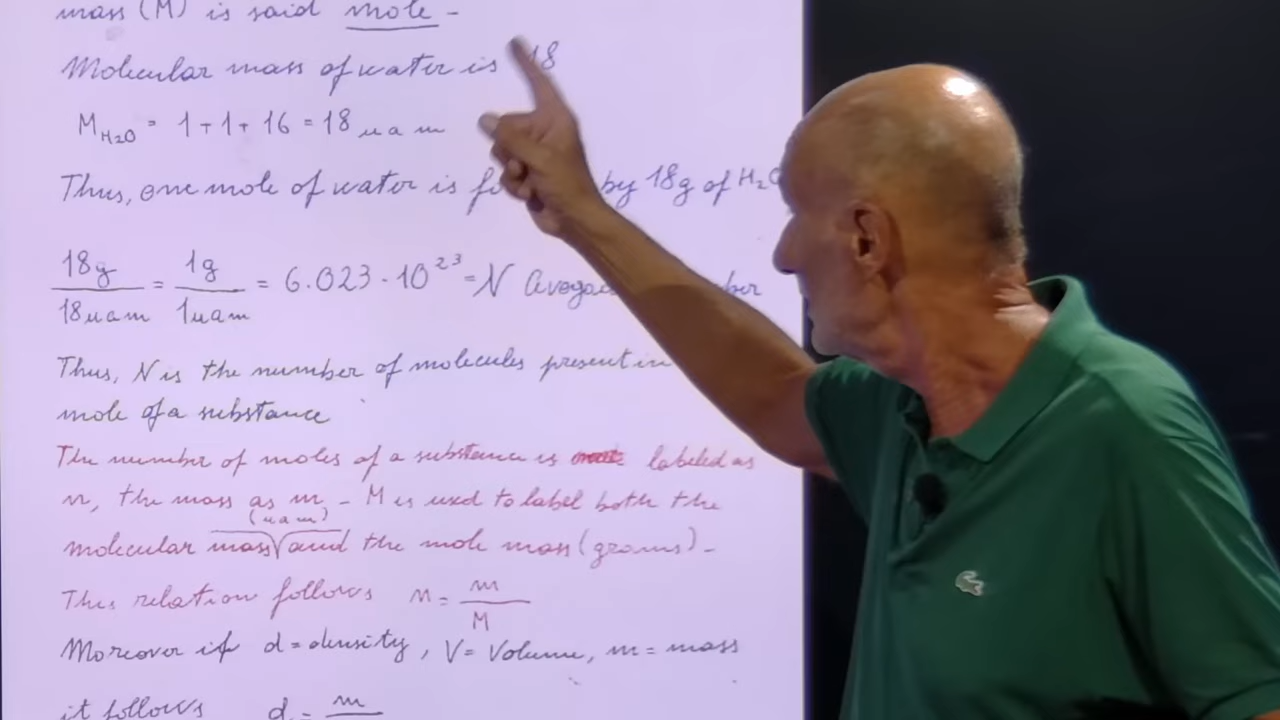 mass (M) is said mole -
Molecular mass of water is 18
M H2O = 1 + 1 + 16 = 18 uam
Thus, one mole of water is by 18g of H2O
18g / 18uam = 1g / 1uam = 6.023 · 10^23 = N
Thus, N is the number of molecules present in
mole of a substance
The number of moles of a substance is labeled as
n, the mass as m - M is used to label both the
(uam)
molecular mass and the mole mass (grams) -
This relation follows n = m / M
Moreover if d = density, V = Volume, m = mass
it follows d = m